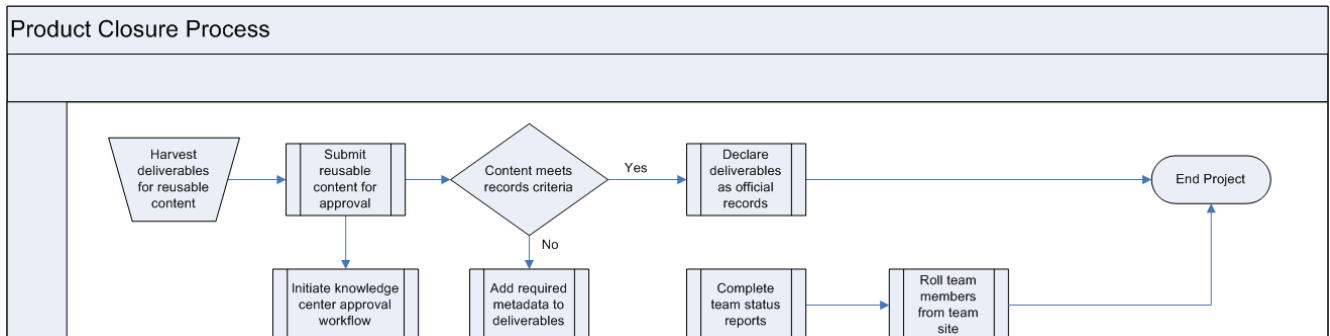 Product Closure Process
Harvest
deliverables
for reusable
content
Submit
reusable
content for
approval
Content meets
records criteria
Yes
Declare
deliverables
as official
records
End Project
No
Initiate knowledge
center approval
workflow
Add required
metadata to
deliverables
Complete
team status
reports
Roll team
members
from team
site